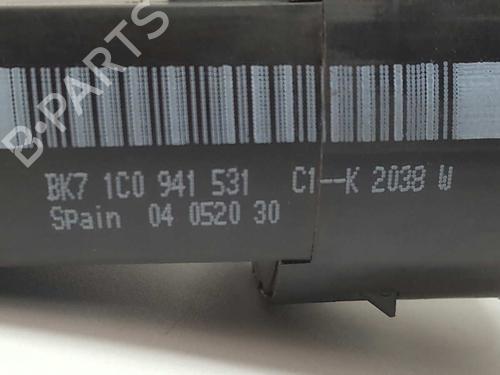 B-PARTS
BK7 1C0 941 531 C1--K 2038 W
Spain 04 0520 30